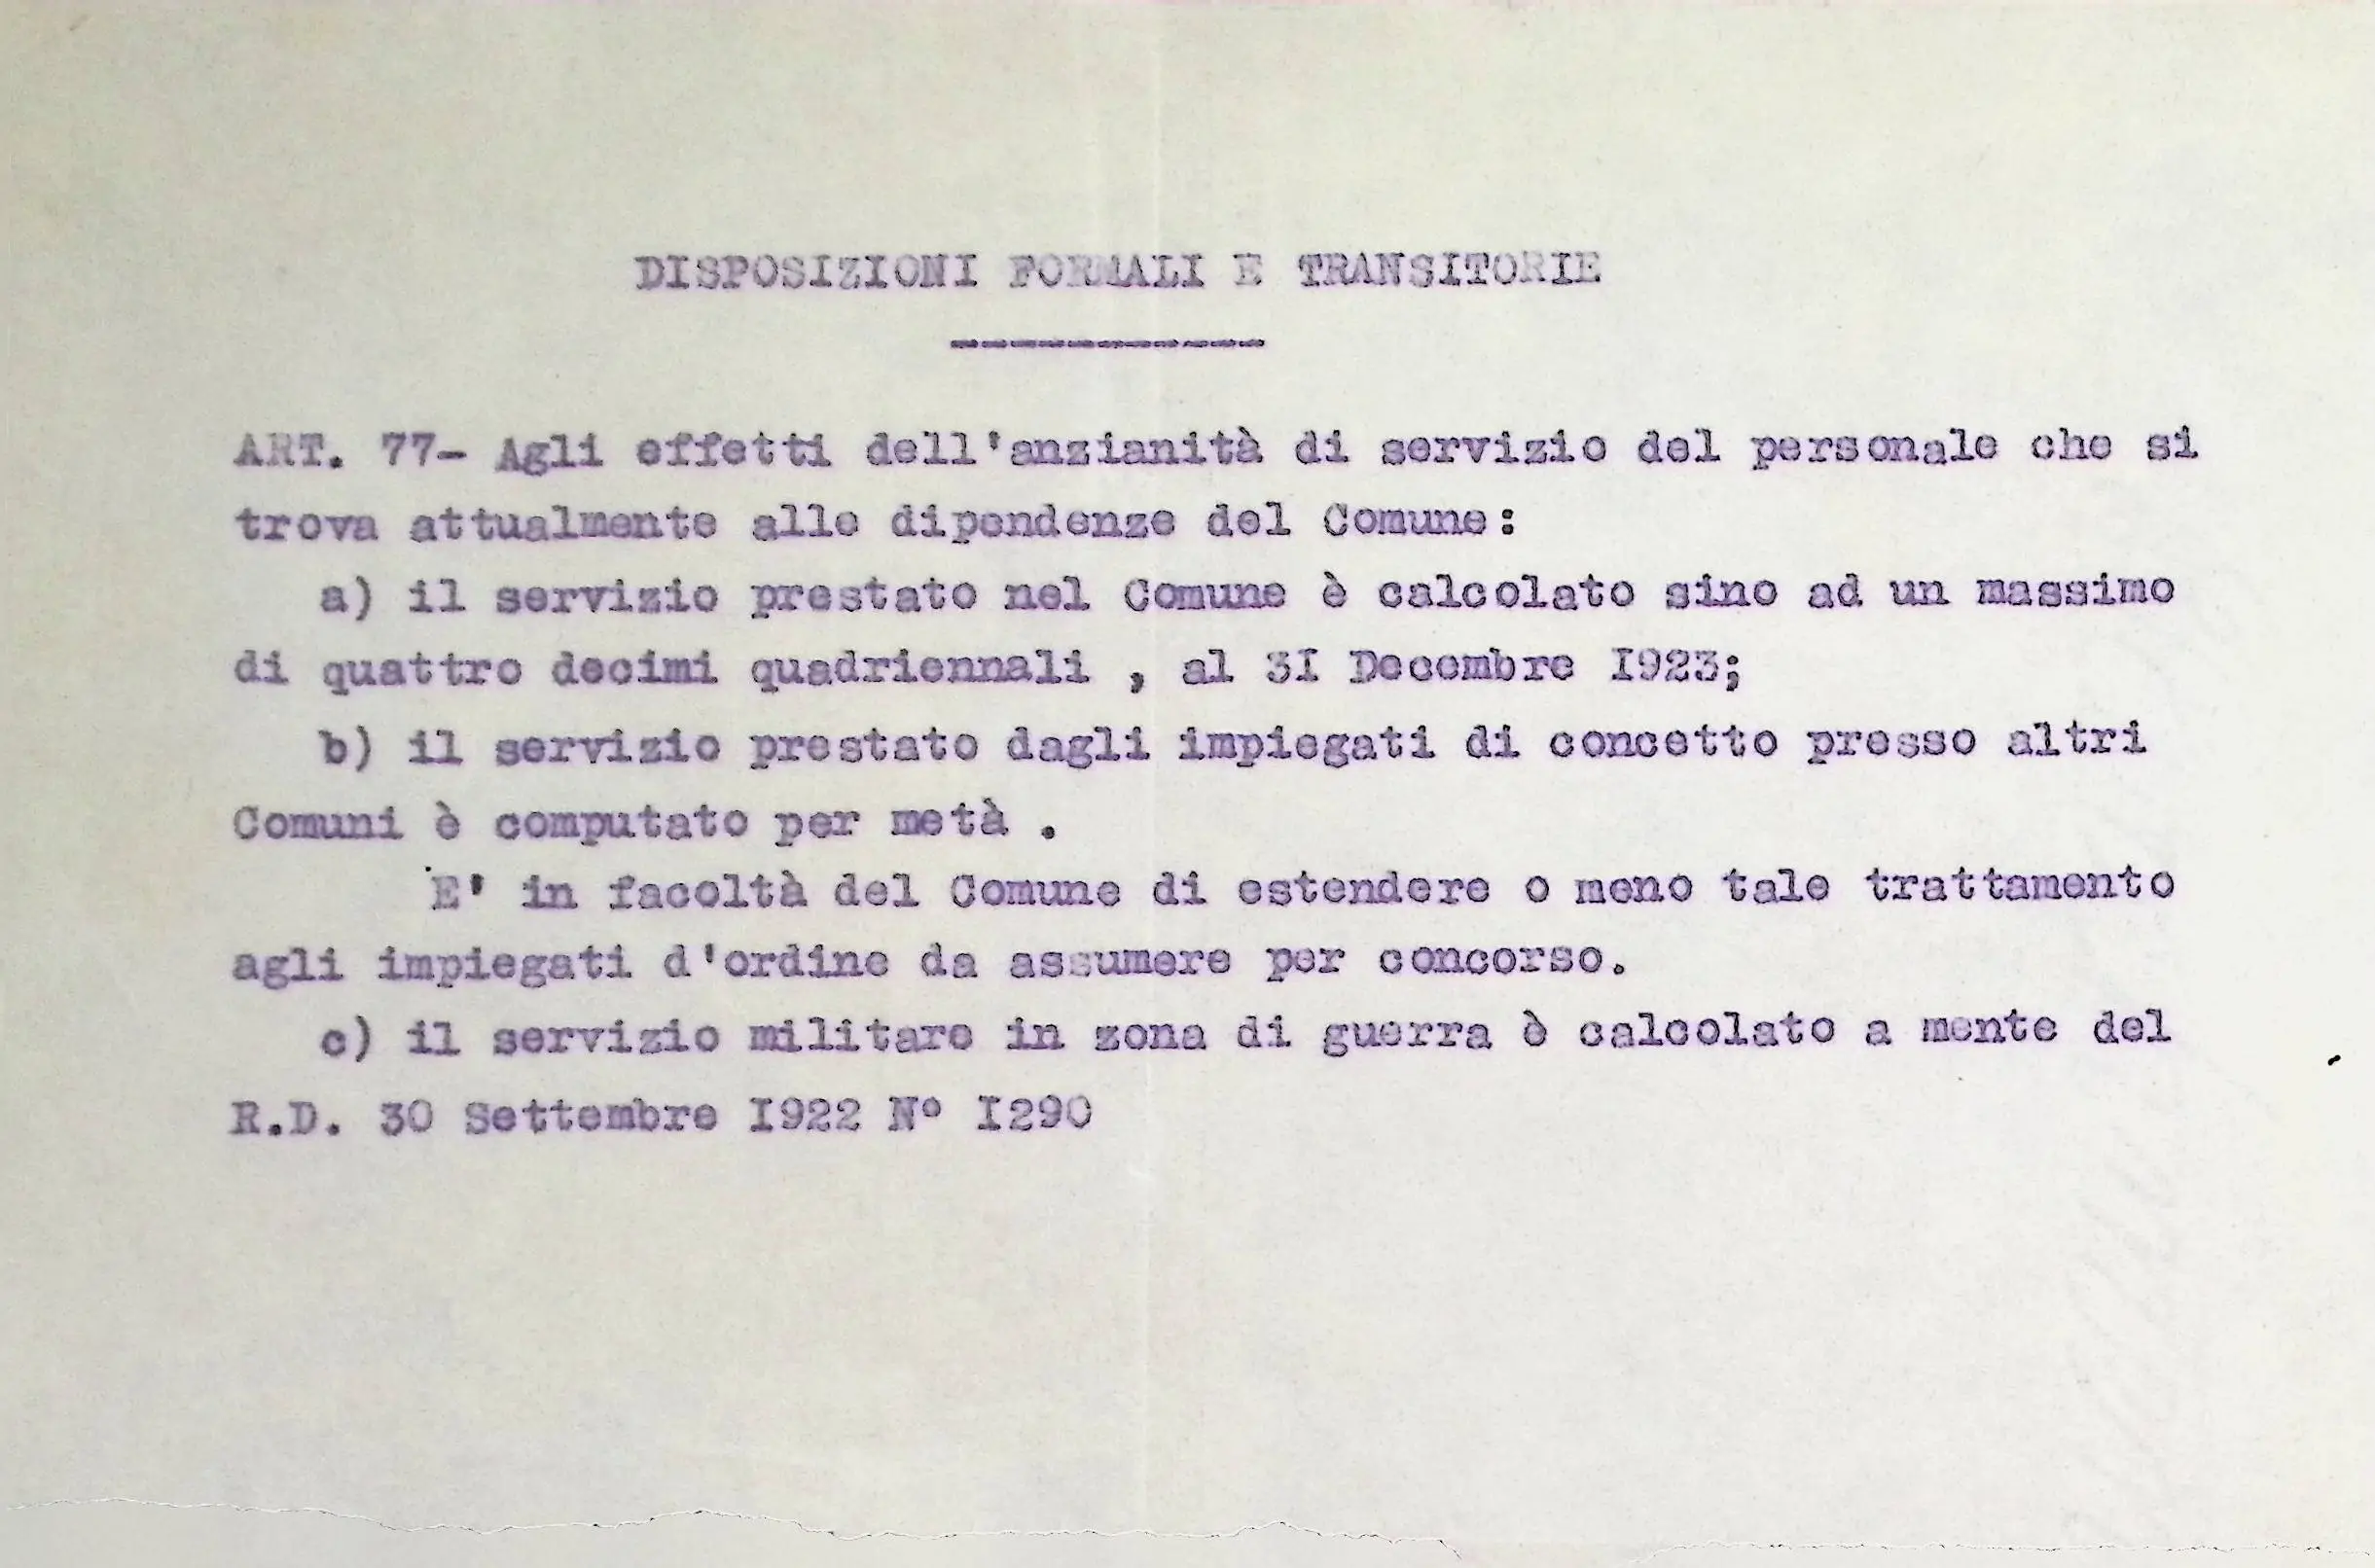 DISPOSIZIONI FORMALI E TRANSITORIE
ART. 77- Agli effetti dell'anzianità di servizio del personale che si
trova attualmente alle dipendenze del Comune:
a) il servizio prestato nel Comune è calcolato sino ad un massimo
di quattro decimi quadriennali , al 3I Decembre I923;
b) il servizio prestato dagli impiegati di concetto presso altri
Comuni è computato per metà .
E' in facoltà del Comune di estendere o meno tale trattamento
agli impiegati d'ordine da assumere per concorso.
c) il servizio militare in zona di guerra è calcolato a mente del
R.D. 30 Settembre I922 N° I290